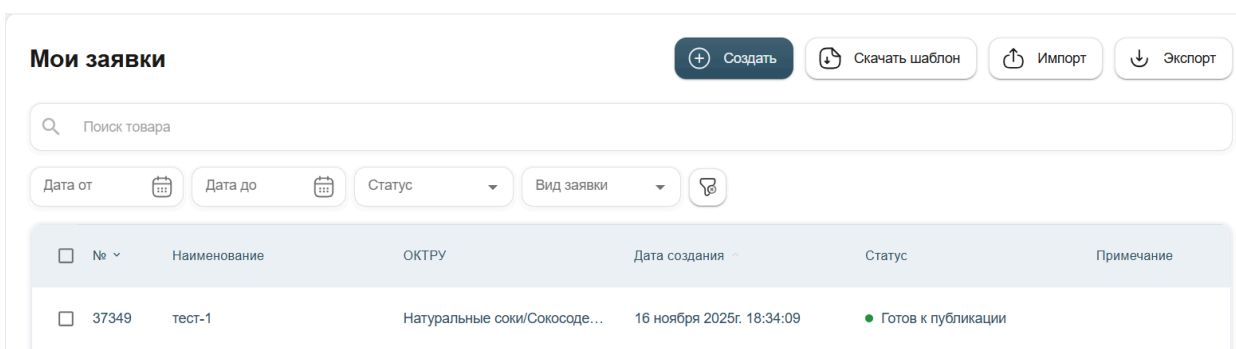 Мои заявки
Создать
Скачать шаблон
Импорт
Экспорт
Поиск товара
Дата от
Дата до
Статус
Вид заявки
№ Наименование ОКТРУ Дата создания Статус Примечание
37349 тест-1 Натуральные соки/Сокосоде... 16 ноября 2025г. 18:34:09 Готов к публикации